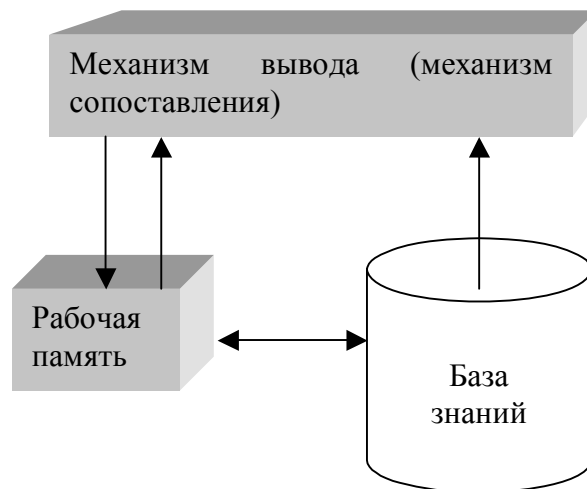 Механизм вывода (механизм
сопоставления)
Рабочая
память
База
знаний